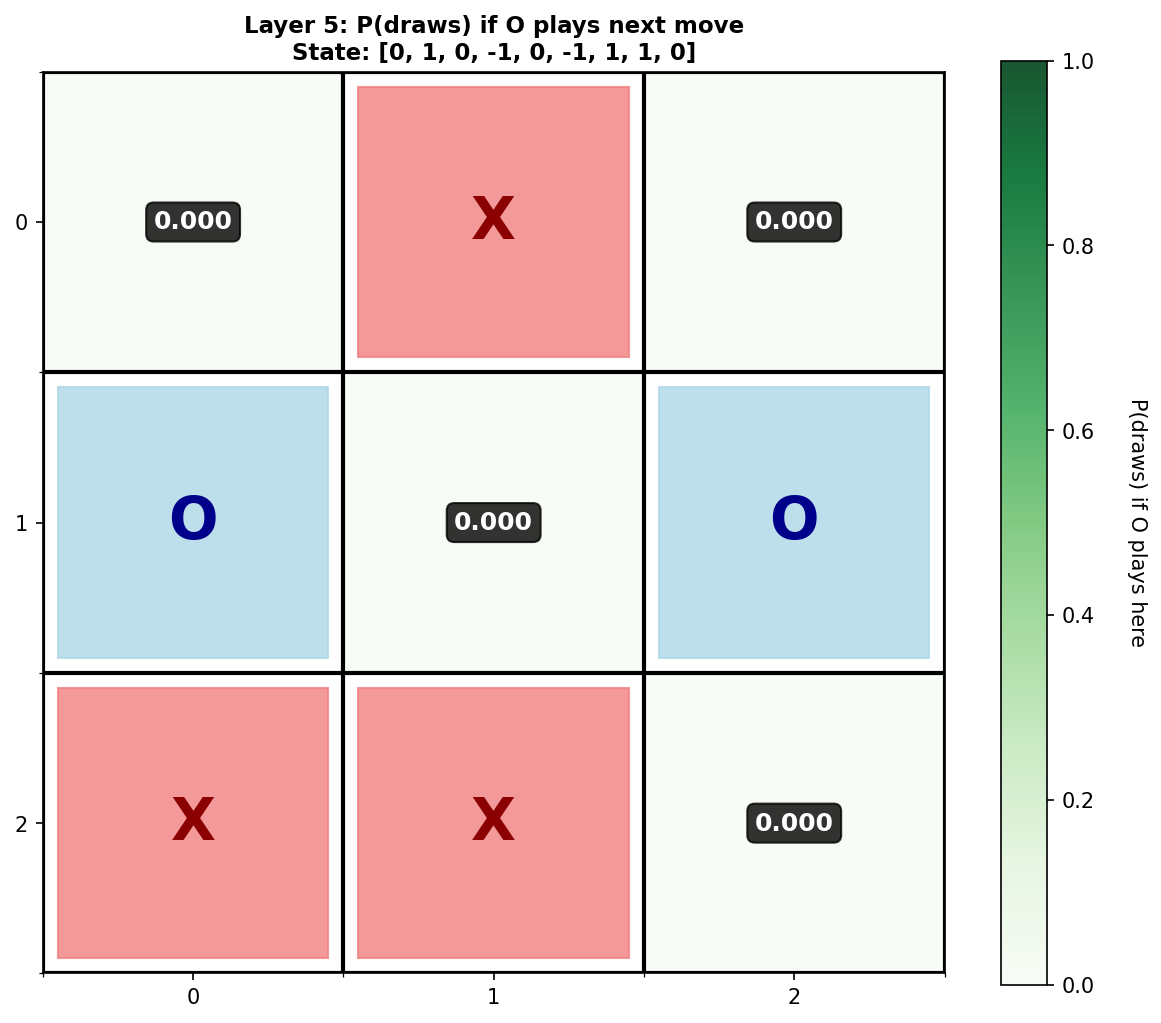 Layer 5: P(draws) if O plays next move
State: [0, 1, 0, -1, 0, -1, 1, 1, 0]
0
0.000
X
0.000
1
O
0.000
O
2
X
X
0.000
0
1
2
1.0
0.8
0.6
0.4
0.2
0.0
P(draws) if O plays here